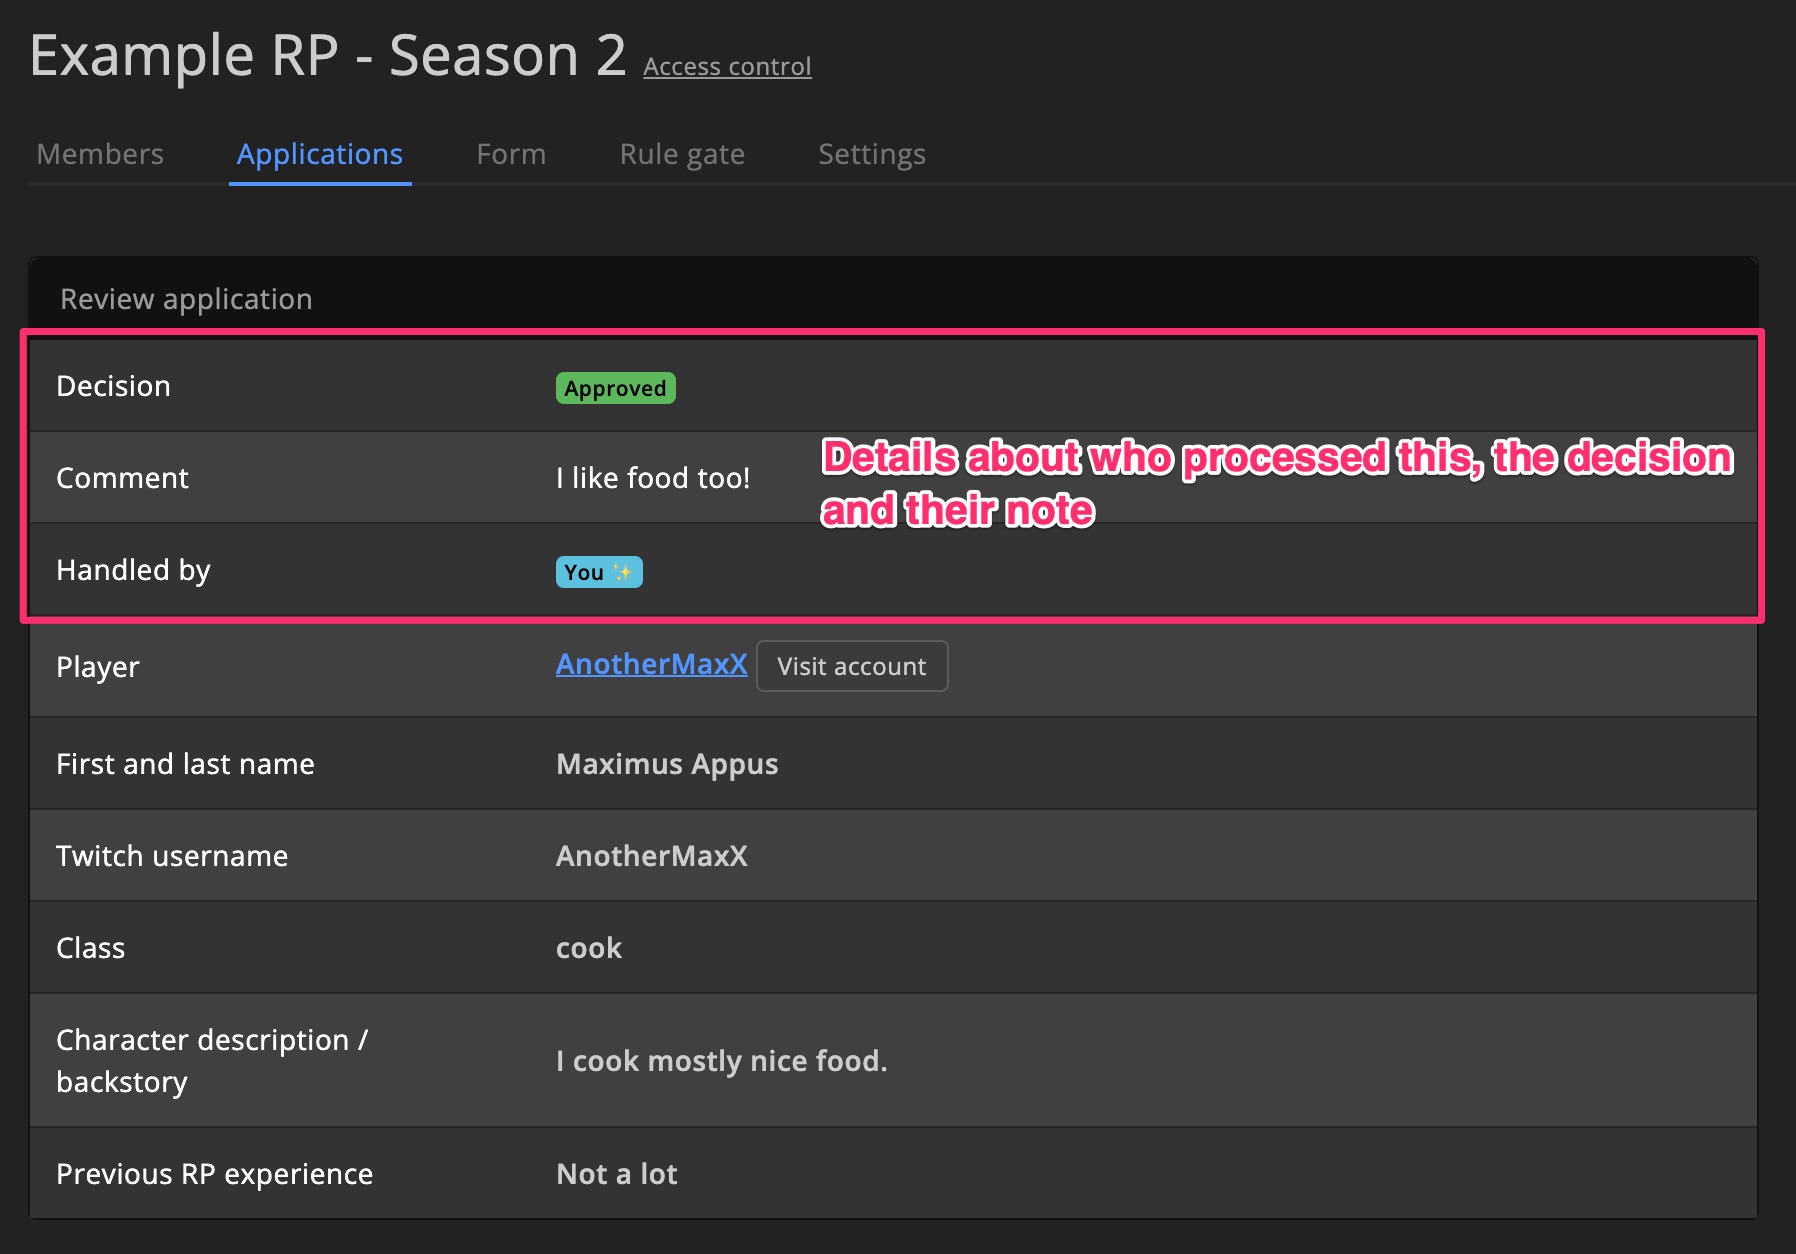 Example RP - Season 2 Access control
Members Applications Form Rule gate Settings
Review application
Decision Approved
Details about who processed this, the decision
and their note
Comment I like food too!
Handled by You ✨
Player AnotherMaxX Visit account
First and last name Maximus Appus
Twitch username AnotherMaxX
Class cook
Character description /
backstory
I cook mostly nice food.
Previous RP experience Not a lot